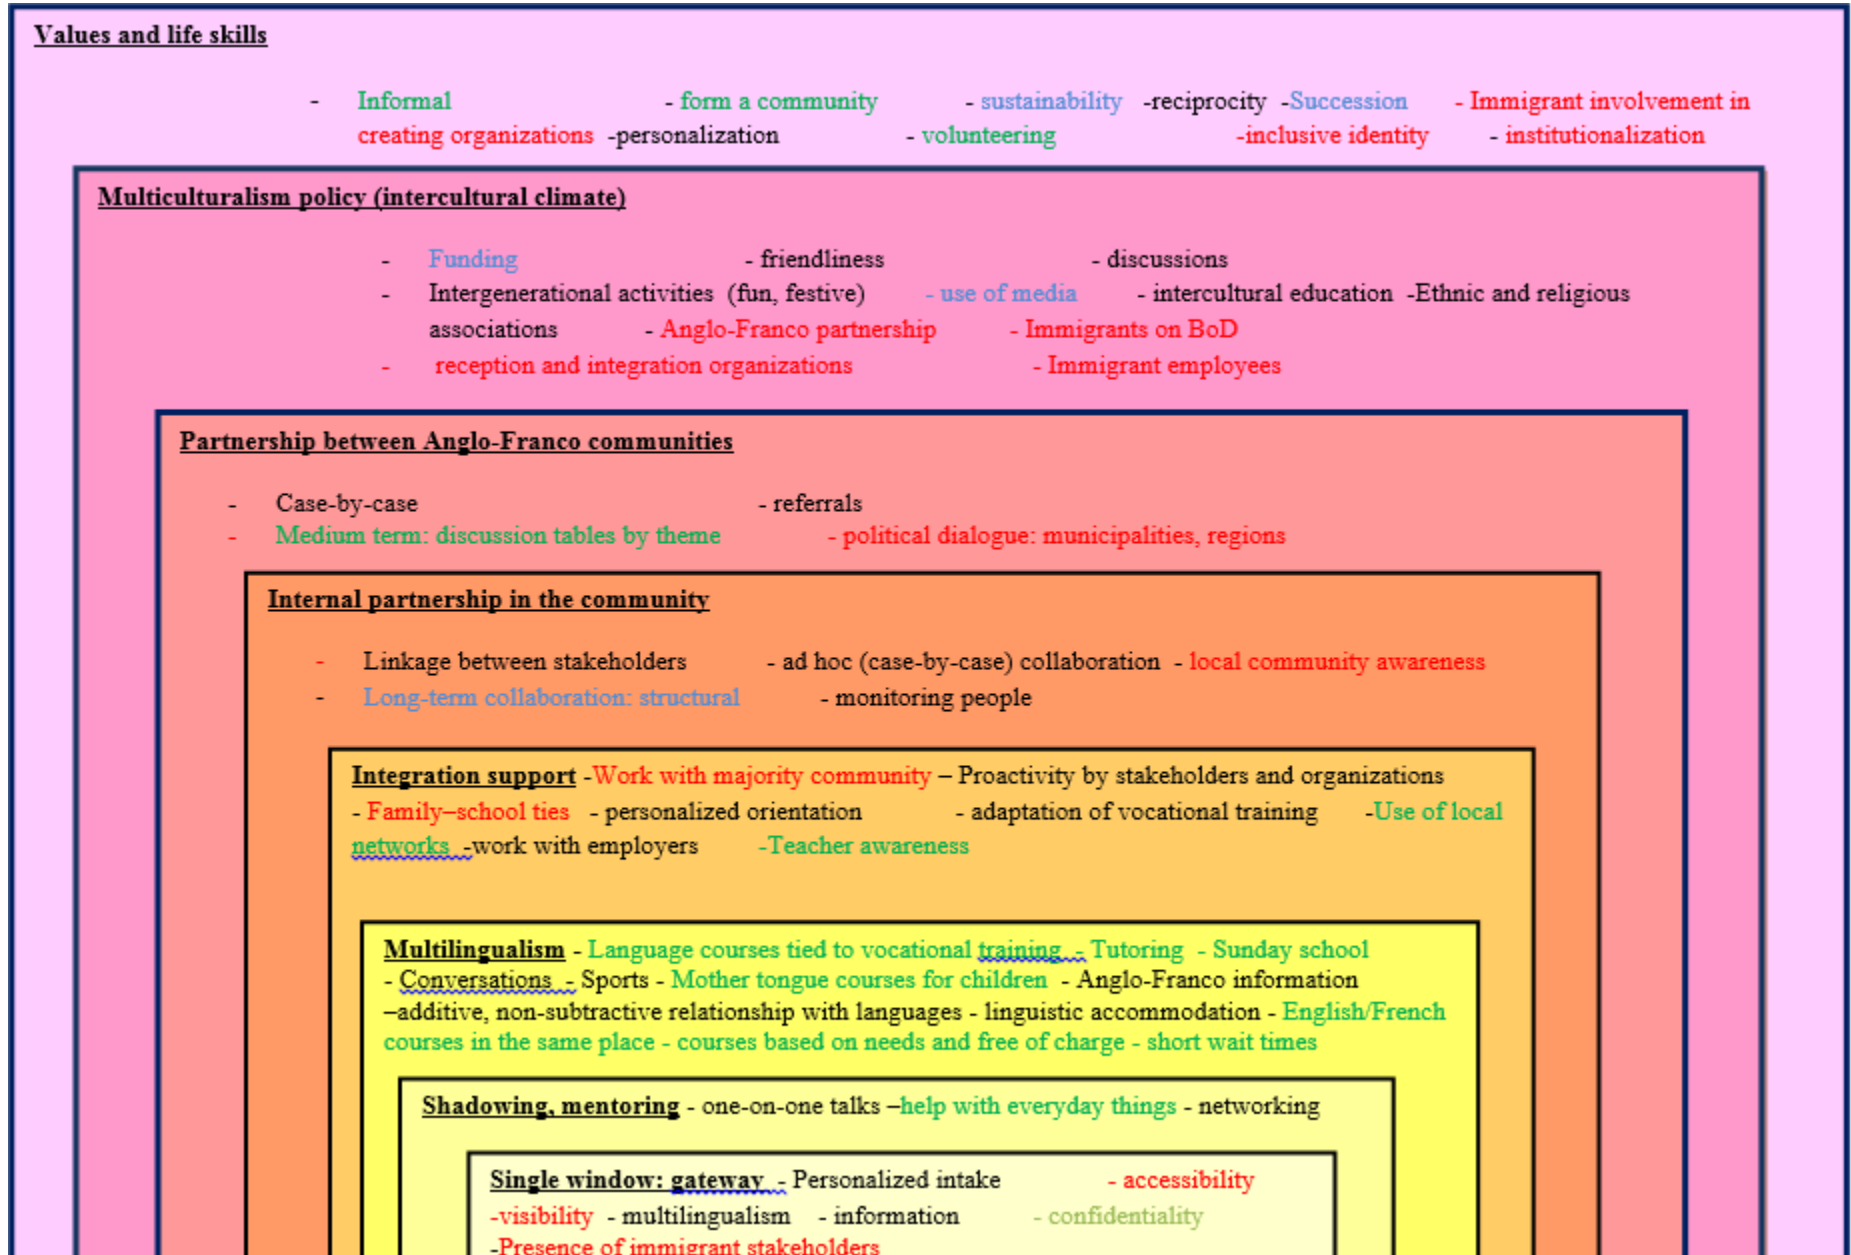 Values and life skills
- Informal - form a community - sustainability -reciprocity -Succession - Immigrant involvement in
creating organizations -personalization - volunteering -inclusive identity - institutionalization
Multiculturalism policy (intercultural climate)
- Funding - friendliness - discussions
- Intergenerational activities (fun, festive) - use of media - intercultural education -Ethnic and religious
associations - Anglo-Franco partnership - Immigrants on BoD
- reception and integration organizations - Immigrant employees
Partnership between Anglo-Franco communities
- Case-by-case - referrals
- Medium term: discussion tables by theme - political dialogue: municipalities, regions
Internal partnership in the community
- Linkage between stakeholders - ad hoc (case-by-case) collaboration - local community awareness
- Long-term collaboration: structural - monitoring people
Integration support -Work with majority community – Proactivity by stakeholders and organizations
- Family–school ties - personalized orientation - adaptation of vocational training -Use of local
networks -work with employers -Teacher awareness
Multilingualism - Language courses tied to vocational training - Tutoring - Sunday school
- Conversations - Sports - Mother tongue courses for children - Anglo-Franco information
–additive, non-subtractive relationship with languages - linguistic accommodation - English/French
courses in the same place - courses based on needs and free of charge - short wait times
Shadowing, mentoring - one-on-one talks –help with everyday things - networking
Single window: gateway - Personalized intake - accessibility
-visibility - multilingualism - information - confidentiality
-Presence of immigrant stakeholders